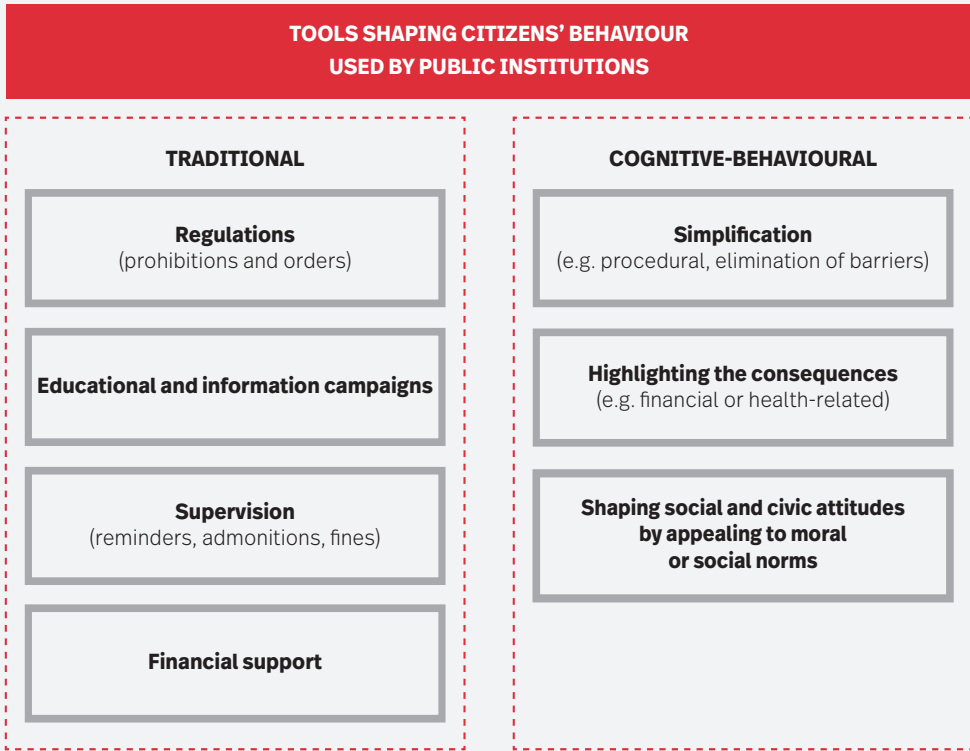 TOOLS SHAPING CITIZENS’ BEHAVIOUR
USED BY PUBLIC INSTITUTIONS
TRADITIONAL
Regulations
(prohibitions and orders)
Educational and information campaigns
Supervision
(reminders, admonitions, fines)
Financial support
COGNITIVE-BEHAVIOURAL
Simplification
(e.g. procedural, elimination of barriers)
Highlighting the consequences
(e.g. financial or health-related)
Shaping social and civic attitudes
by appealing to moral
or social norms